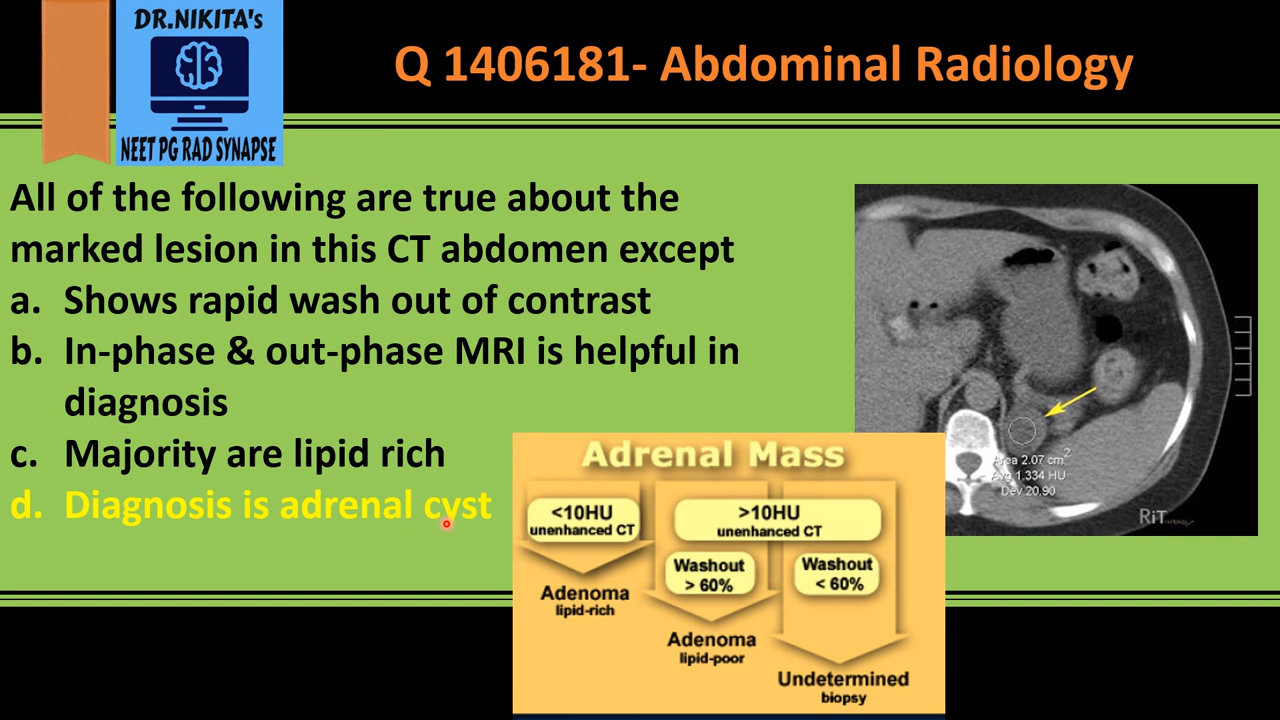 DR.NIKITA's
NEET PG RAD SYNAPSE
Q 1406181- Abdominal Radiology
All of the following are true about the
marked lesion in this CT abdomen except
a. Shows rapid wash out of contrast
b. In-phase & out-phase MRI is helpful in
diagnosis
c. Majority are lipid rich
d. Diagnosis is adrenal cyst
Area 2.07 cm2
Avg 1.334 HU
Dev 20.90
RiT
Adrenal Mass
<10HU
unenhanced CT
>10HU
unenhanced CT
Washout
> 60%
Washout
< 60%
Adenoma
lipid-rich
Adenoma
lipid-poor
Undetermined
biopsy